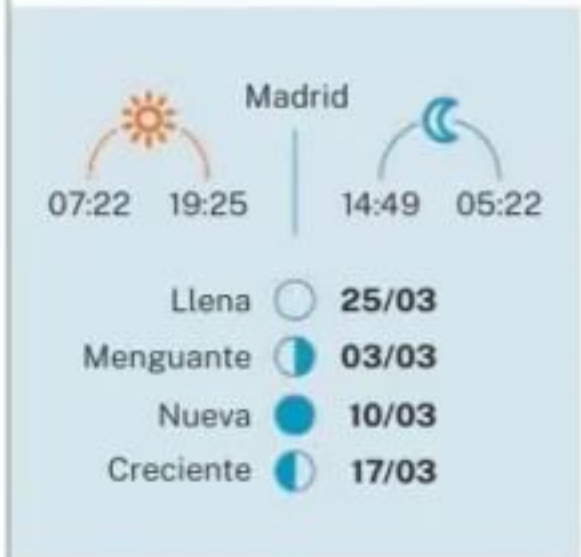 Madrid
07:22 19:25 14:49 05:22
Llena 25/03
Menguante 03/03
Nueva 10/03
Creciente 17/03